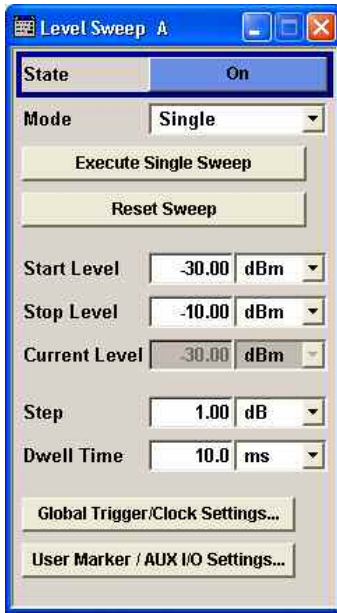 Level Sweep A
State On
Mode Single
Execute Single Sweep
Reset Sweep
Start Level -30.00 dBm
Stop Level -10.00 dBm
Current Level -30.00 dBm
Step 1.00 dB
Dwell Time 10.0 ms
Global Trigger/Clock Settings...
User Marker / AUX I/O Settings...